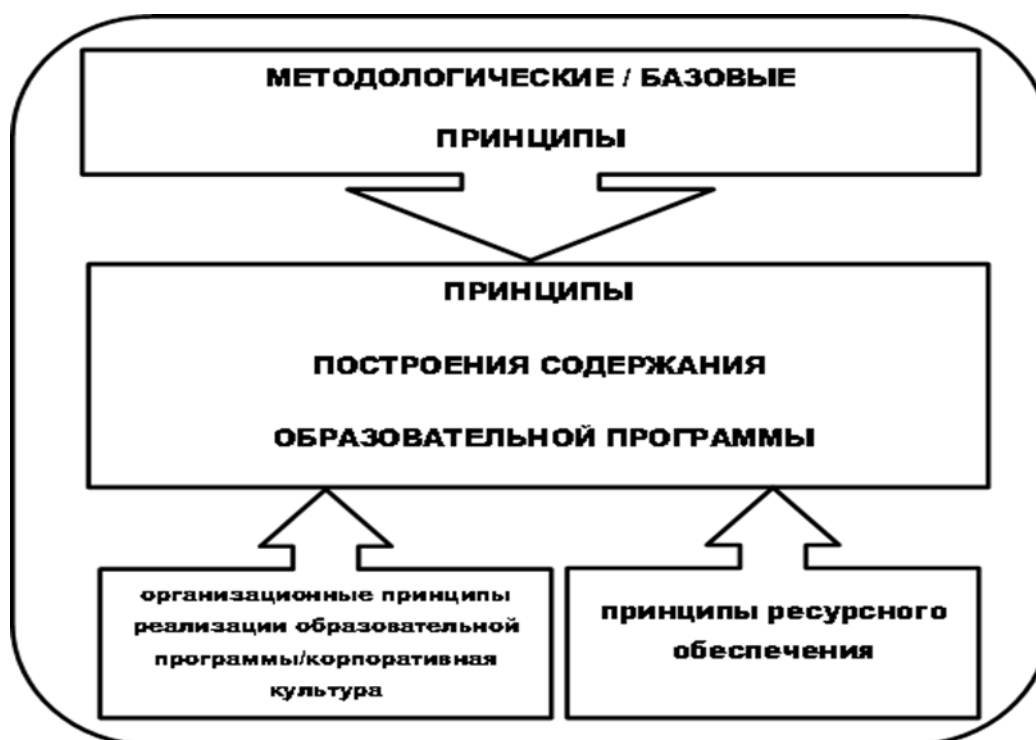 МЕТОДОЛОГИЧЕСКИЕ / БАЗОВЫЕ
ПРИНЦИПЫ
ПРИНЦИПЫ
ПОСТРОЕНИЯ СОДЕРЖАНИЯ
ОБРАЗОВАТЕЛЬНОЙ ПРОГРАММЫ
организационные принципы
реализации образовательной
программы/корпоративная
культура
принципы ресурсного
обеспечения